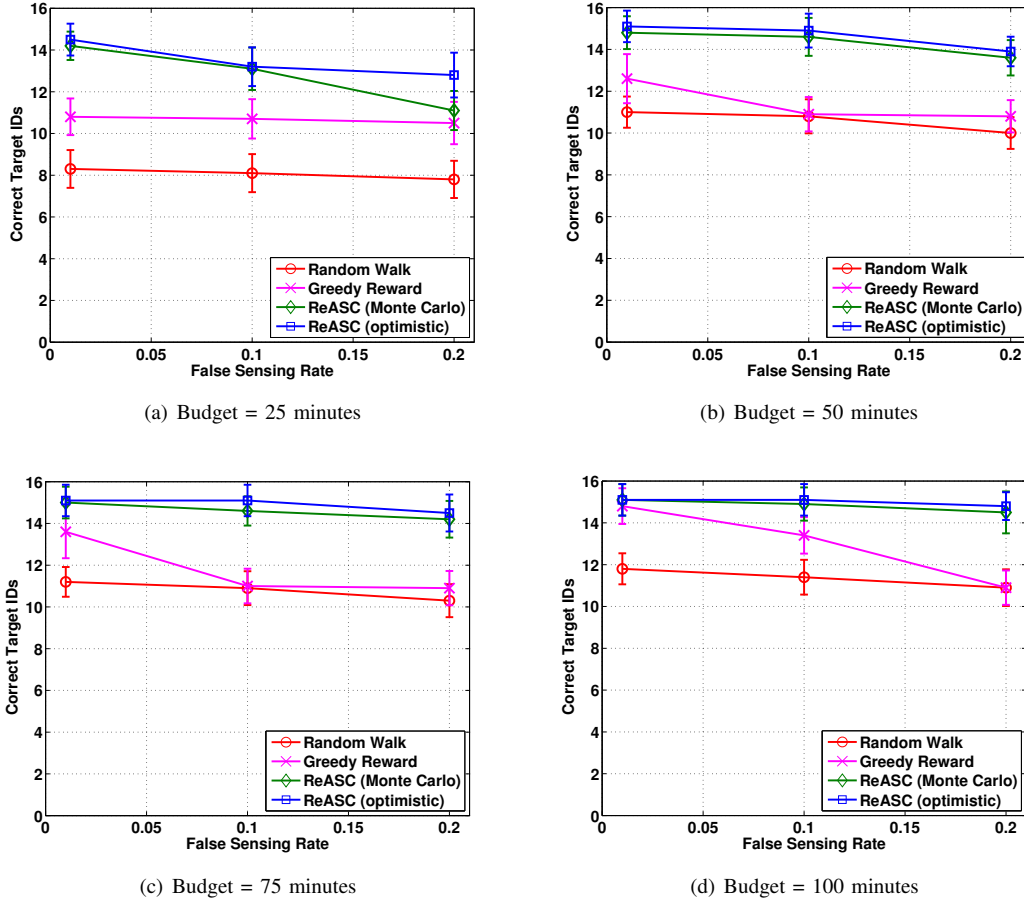 16
14
12
10
8
6
4
2
0
Correct Target IDs
0
0.05
0.1
0.15
0.2
False Sensing Rate
Random Walk
Greedy Reward
ReASC (Monte Carlo)
ReASC (optimistic)
(a) Budget = 25 minutes
16
14
12
10
8
6
4
2
0
Correct Target IDs
0
0.05
0.1
0.15
0.2
False Sensing Rate
Random Walk
Greedy Reward
ReASC (Monte Carlo)
ReASC (optimistic)
(b) Budget = 50 minutes
16
14
12
10
8
6
4
2
0
Correct Target IDs
0
0.05
0.1
0.15
0.2
False Sensing Rate
Random Walk
Greedy Reward
ReASC (Monte Carlo)
ReASC (optimistic)
(c) Budget = 75 minutes
16
14
12
10
8
6
4
2
0
Correct Target IDs
0
0.05
0.1
0.15
0.2
False Sensing Rate
Random Walk
Greedy Reward
ReASC (Monte Carlo)
ReASC (optimistic)
(d) Budget = 100 minutes